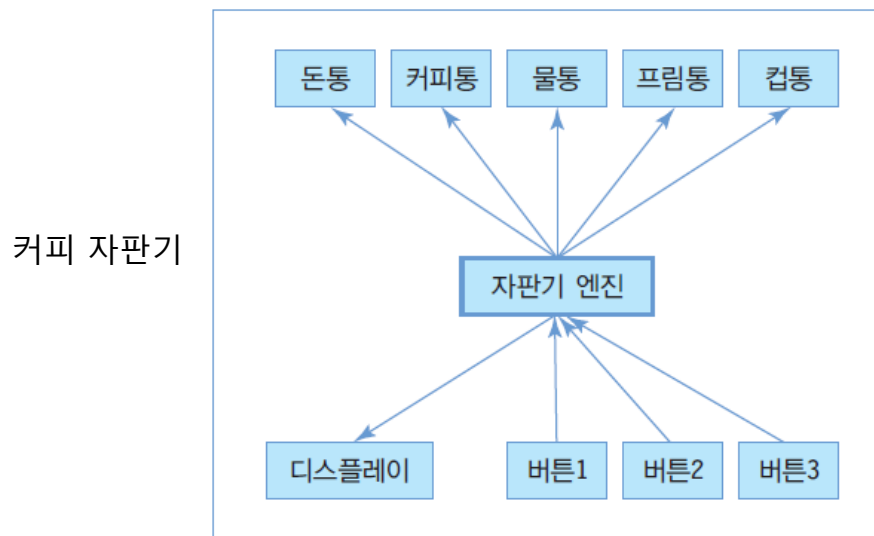 돈통
커피통
물통
프림통
컵통
커피 자판기
자판기 엔진
디스플레이
버튼1
버튼2
버튼3